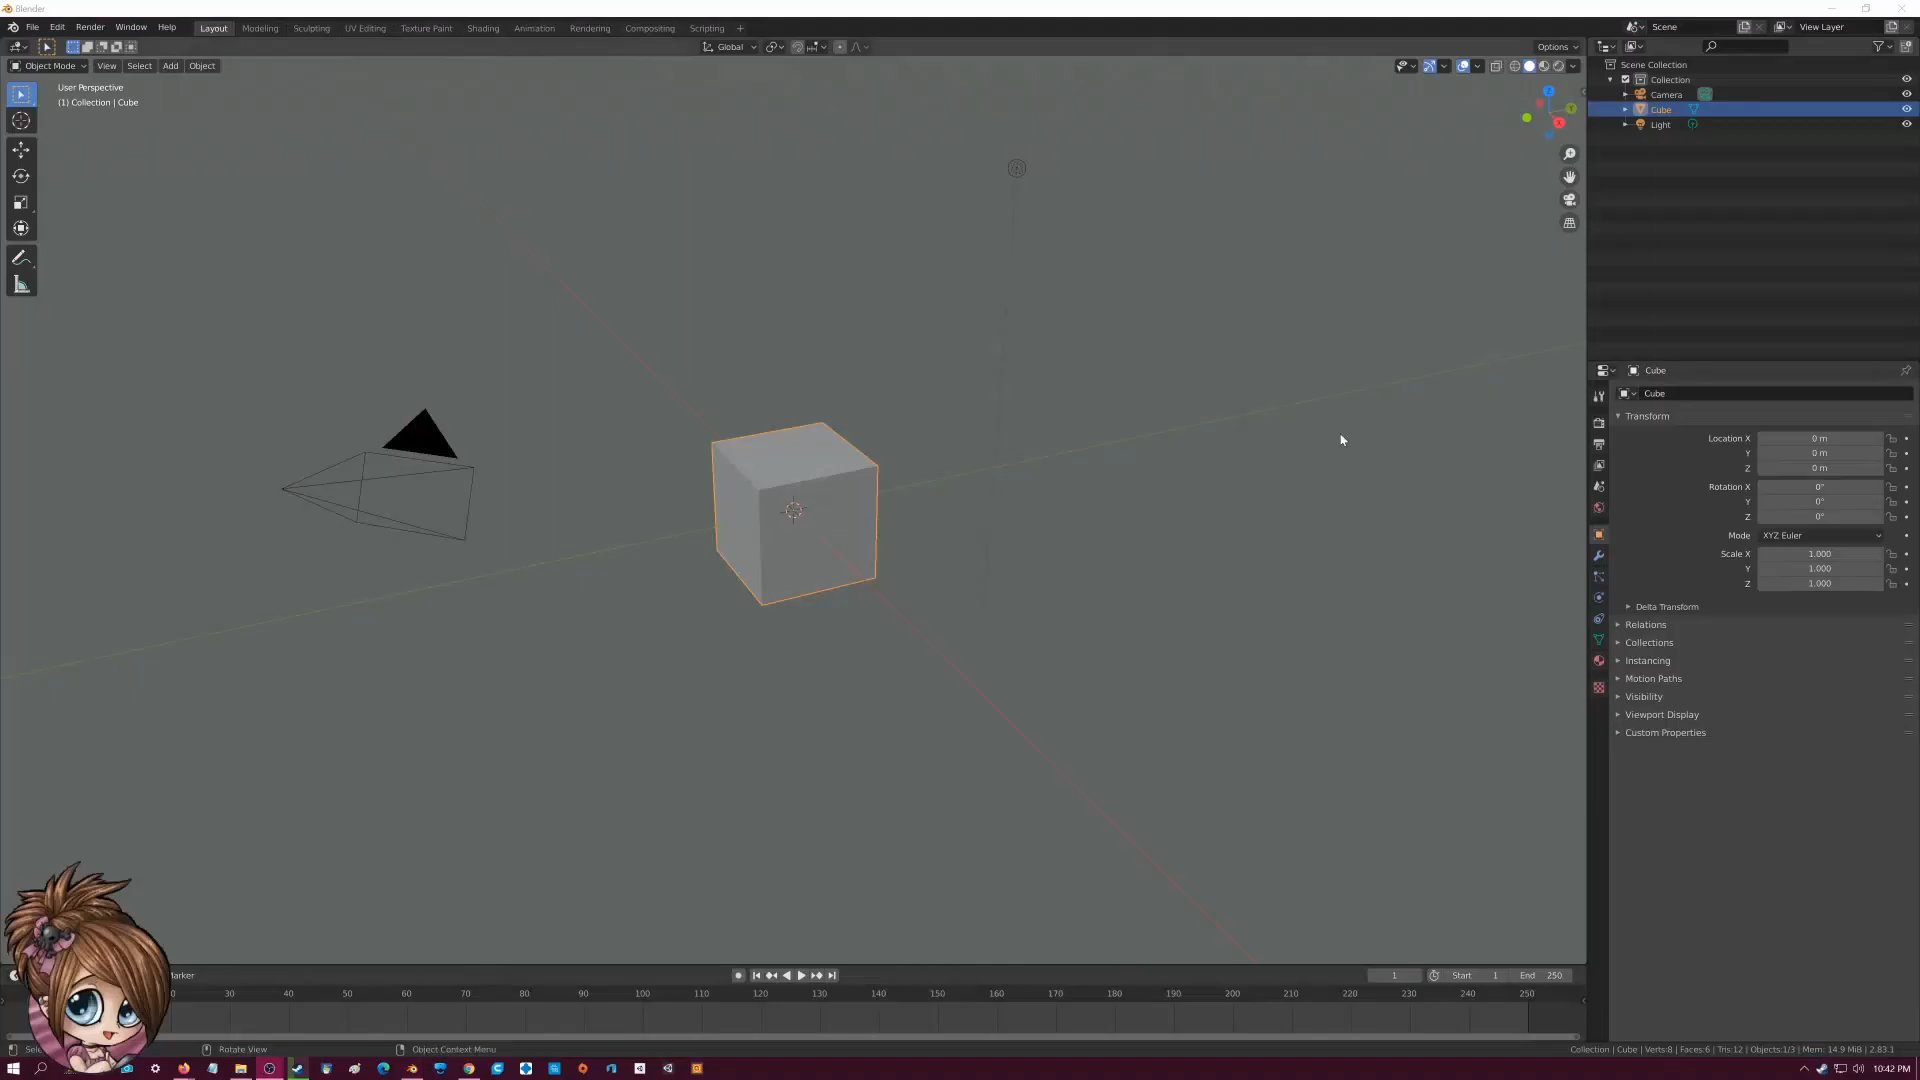 Blender
File Edit Render Window Help Layout Modeling Sculpting UV Editing Texture Paint Shading Animation Rendering Compositing Scripting + Scene View Layer
Global Options
Object Mode View Select Add Object
User Perspective
(1) Collection | Cube
Z
Y
X
Scene Collection
Collection
Camera
Cube
Light
Cube
Cube
Transform
Location X 0 m
Y 0 m
Z 0 m
Rotation X 0°
Y 0°
Z 0°
Mode XYZ Euler
Scale X 1.000
Y 1.000
Z 1.000
Delta Transform
Relations
Collections
Instancing
Motion Paths
Visibility
Viewport Display
Custom Properties
Marker 1 Start 1 End 250
30 40 50 60 70 80 90 100 110 120 130 140 150 160 170 180 190 200 210 220 230 240 250
Rotate View Object Context Menu Collection | Cube | Verts:8 | Faces:6 | Tris:12 | Objects:1/3 | Mem: 14.9 MiB | 2.83.1
10:42 PM